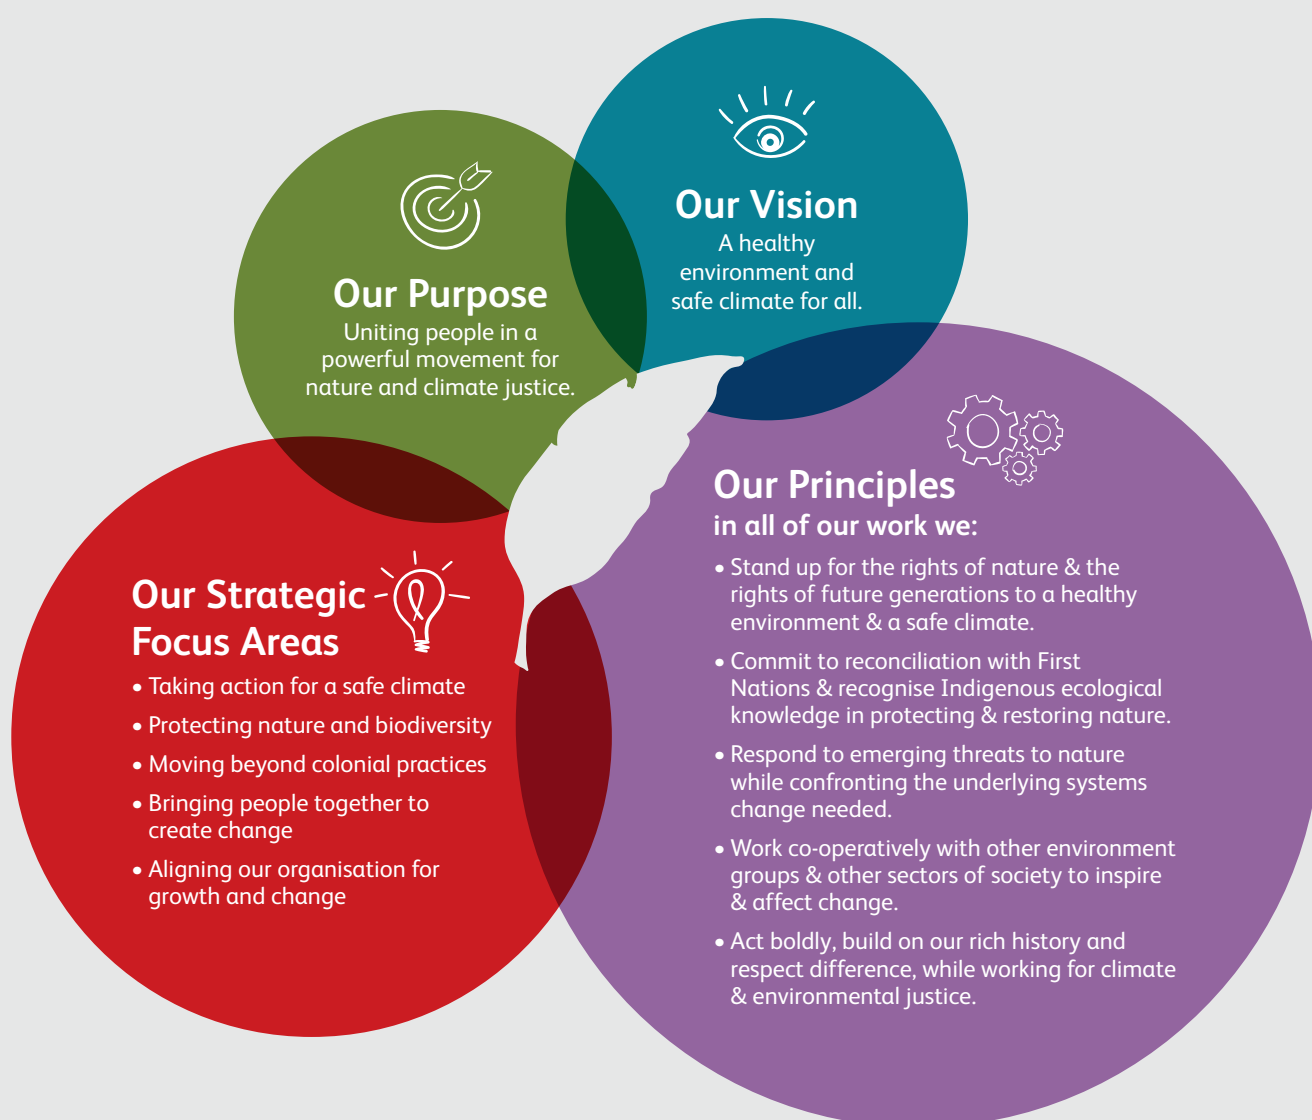 Our Vision
A healthy
environment and
safe climate for all.
Our Purpose
Uniting people in a
powerful movement for
nature and climate justice.
Our Strategic
Focus Areas
• Taking action for a safe climate
• Protecting nature and biodiversity
• Moving beyond colonial practices
• Bringing people together to
create change
• Aligning our organisation for
growth and change
Our Principles
in all of our work we:
• Stand up for the rights of nature & the
rights of future generations to a healthy
environment & a safe climate.
• Commit to reconciliation with First
Nations & recognise Indigenous ecological
knowledge in protecting & restoring nature.
• Respond to emerging threats to nature
while confronting the underlying systems
change needed.
• Work co-operatively with other environment
groups & other sectors of society to inspire
& affect change.
• Act boldly, build on our rich history and
respect difference, while working for climate
& environmental justice.